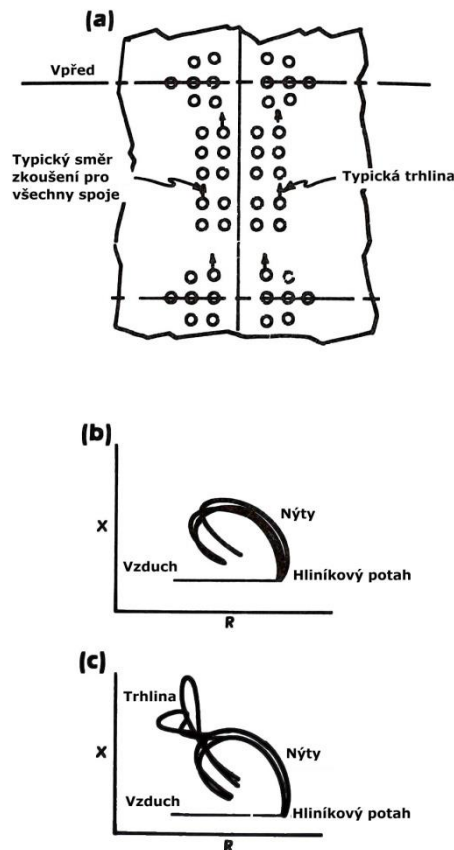 (a)
Vpřed
Typický směr
zkoušení pro
všechny spoje
Typická trhlina
(b)
X
Nýty
Vzduch
Hliníkový potah
R
(c)
Trhlina
X
Nýty
Vzduch
Hliníkový potah
R